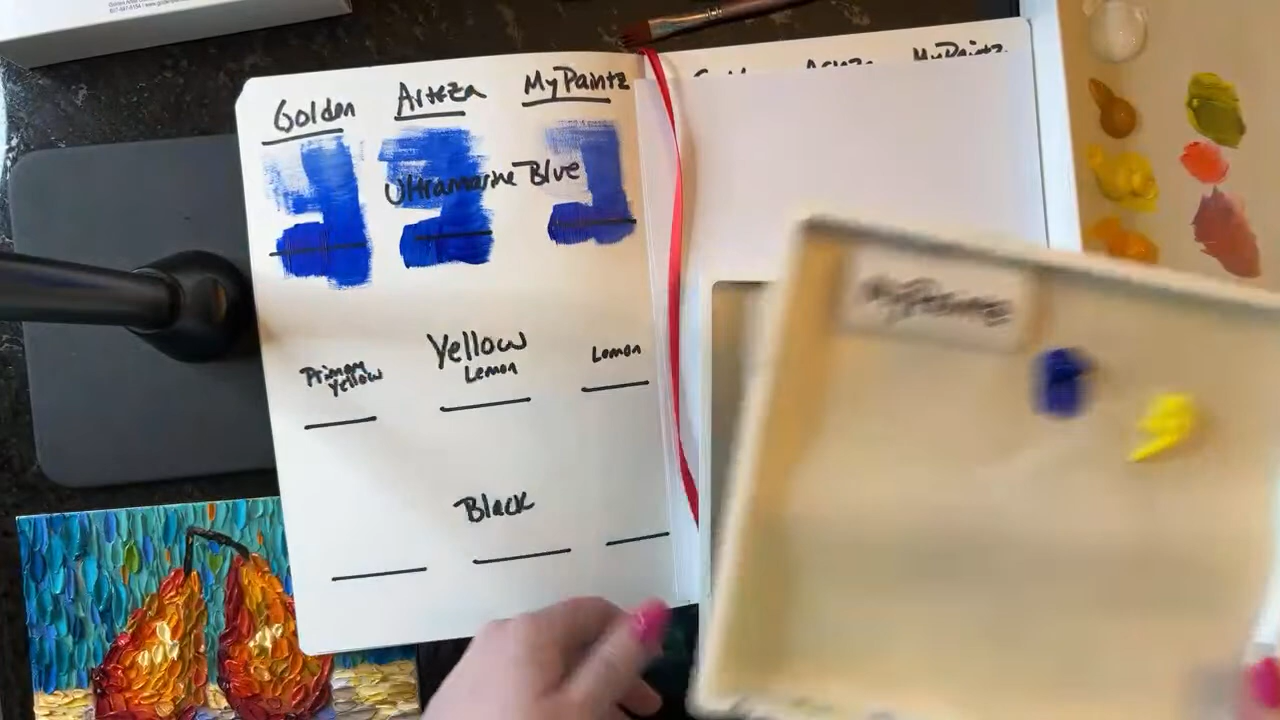 Golden Arteza MyPaintz
Ultramarine Blue
Yellow
Primary Yellow
Lemon
Lemon
Black
MyPaintz